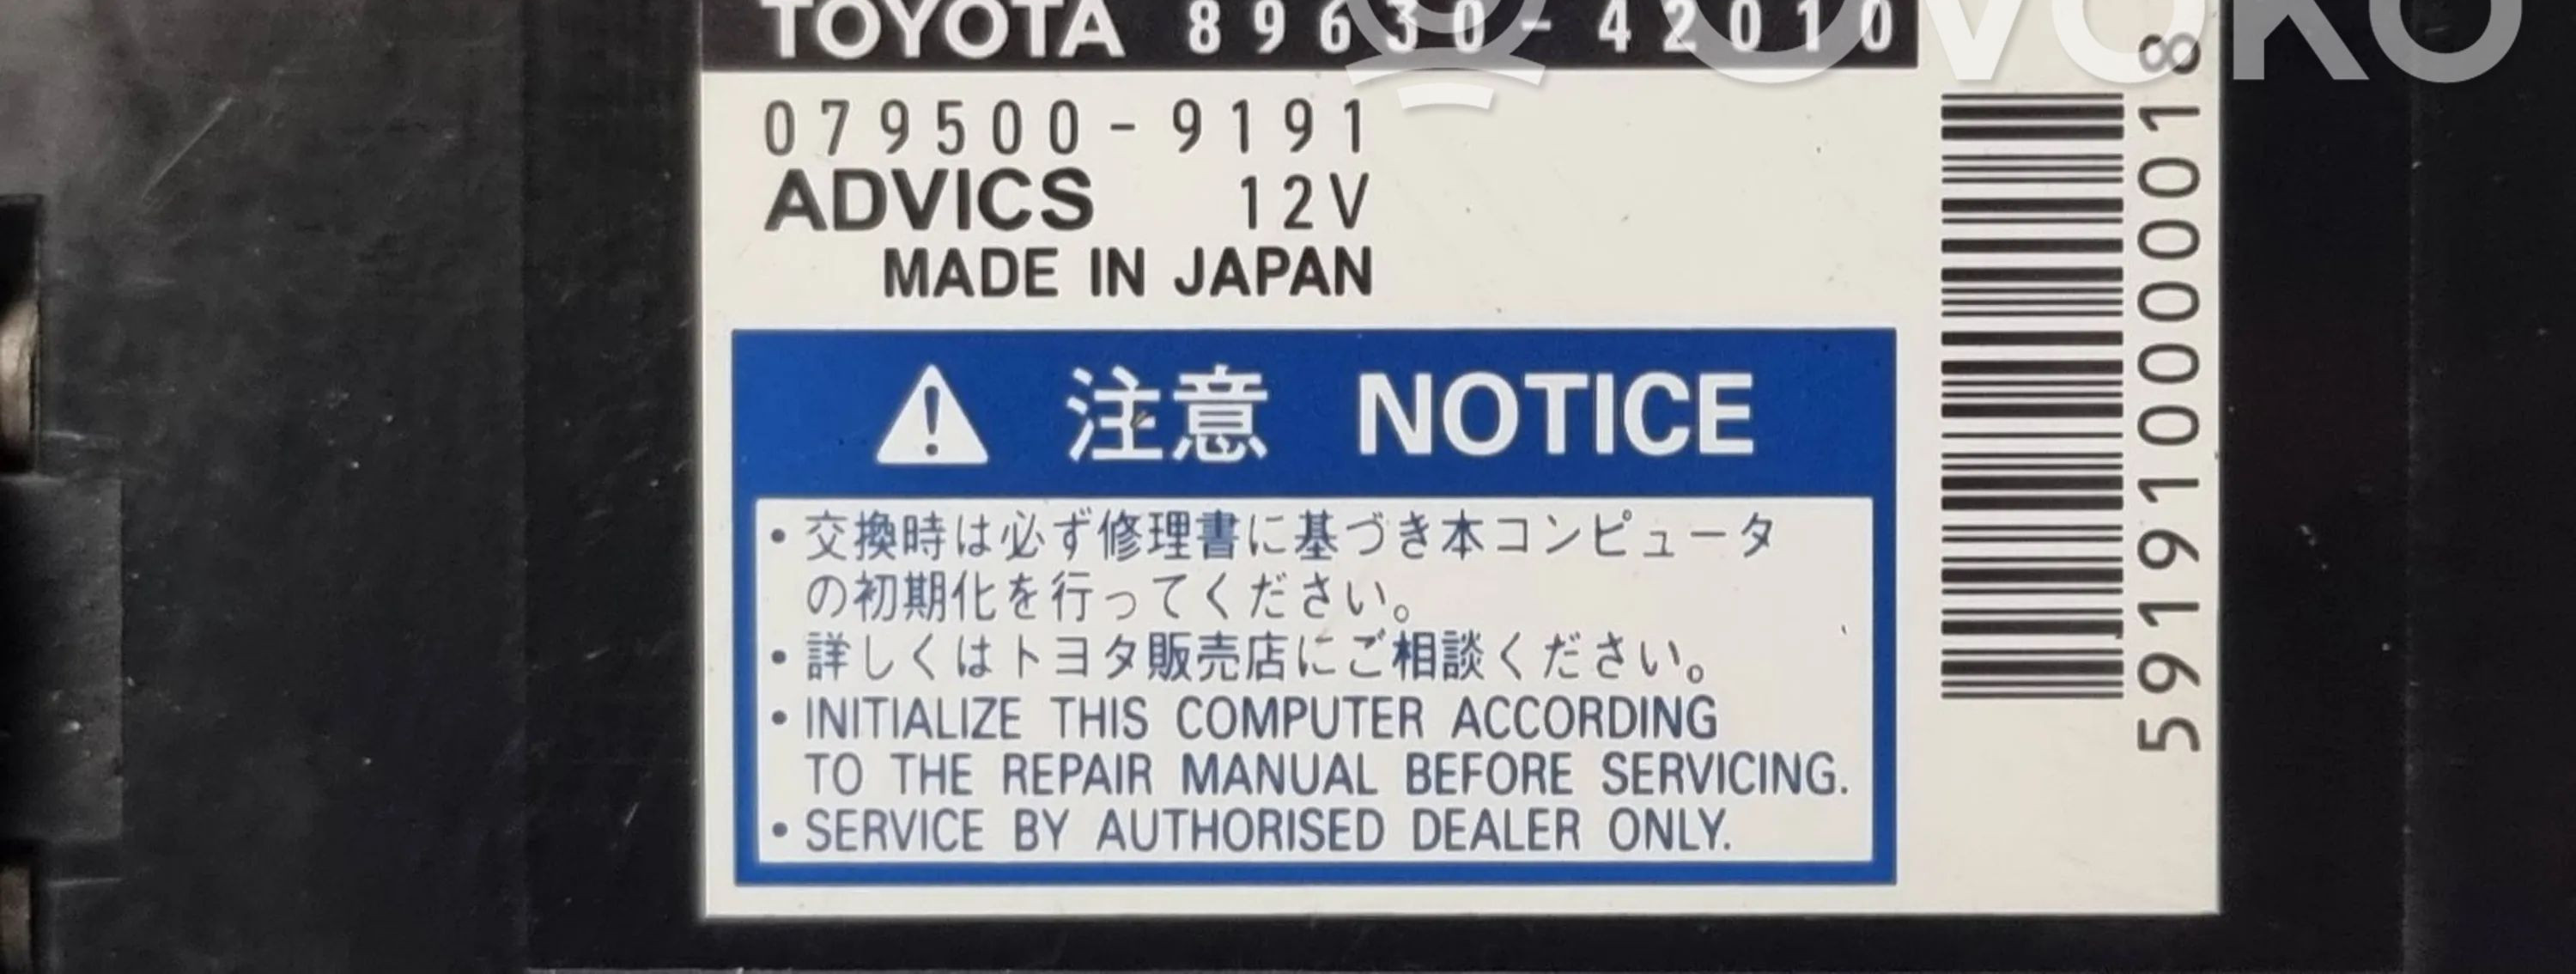 TOYOTA 89630-42010
OVOKO
079500-9191
ADVICS 12V
MADE IN JAPAN
注意 NOTICE
・交換時は必ず修理書に基づき本コンピュータ
の初期化を行ってください。
・詳しくはトヨタ販売店にご相談ください。
• INITIALIZE THIS COMPUTER ACCORDING
TO THE REPAIR MANUAL BEFORE SERVICING.
• SERVICE BY AUTHORISED DEALER ONLY.
59191000000018